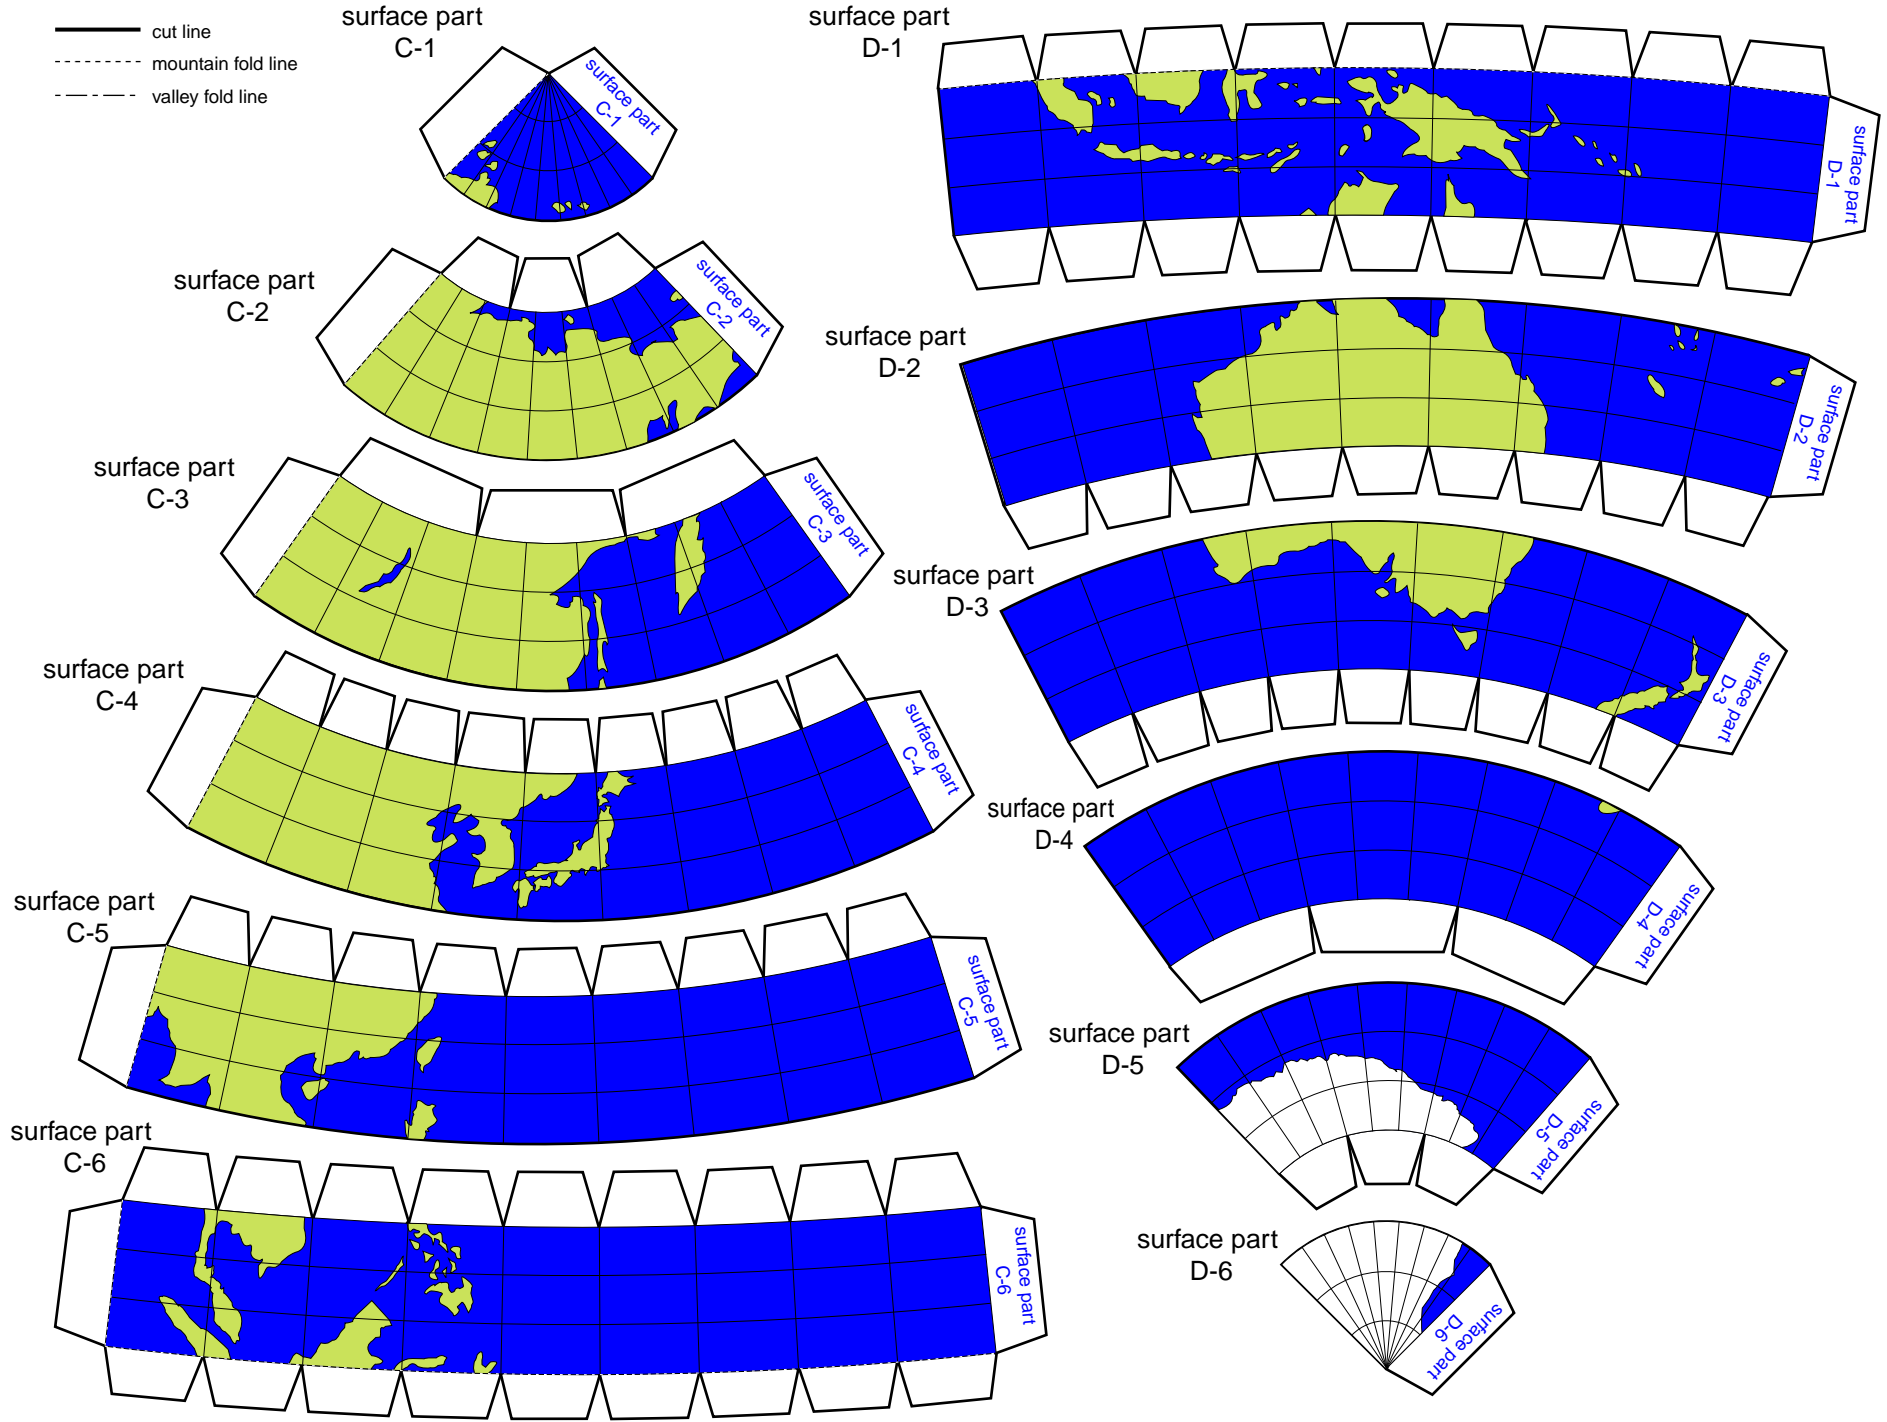 cut line
mountain fold line
valley fold line
surface part
C-1
surface part
C-1
surface part
C-2
surface part
C-2
surface part
C-3
surface part
C-3
surface part
C-4
surface part
C-4
surface part
C-5
surface part
C-5
surface part
C-6
surface part
C-6
surface part
D-1
surface part
D-1
surface part
D-2
surface part
D-2
surface part
D-3
surface part
D-3
surface part
D-4
surface part
D-4
surface part
D-5
surface part
D-5
surface part
D-6
surface part
D-6